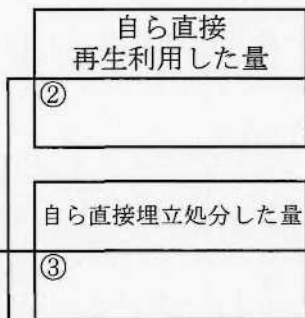 自ら直接
再生利用した量
②
自ら直接埋立処分した量
③